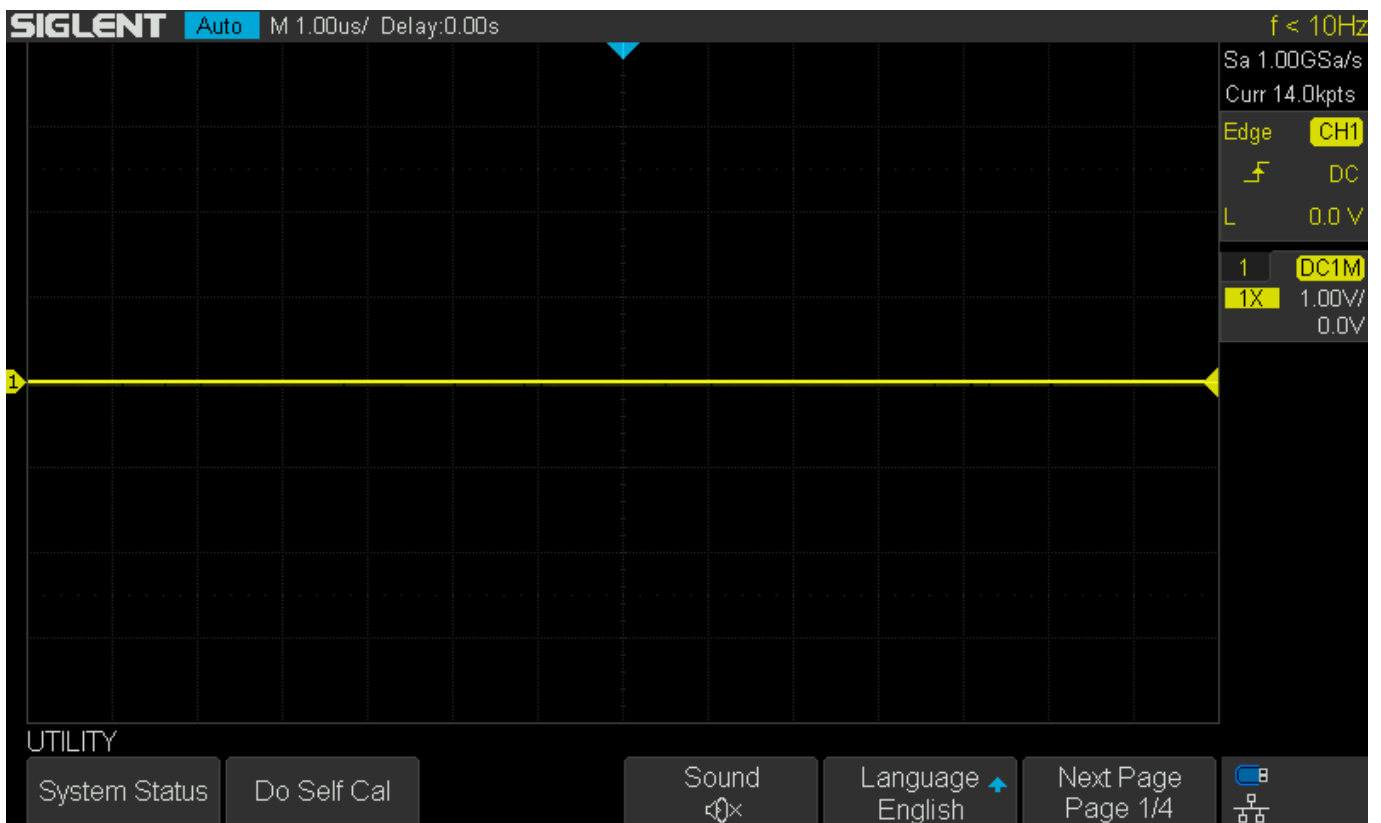 SIGLENT Auto M 1.00us/ Delay:0.00s f < 10Hz
Sa 1.00GSa/s
Curr 14.0kpts
Edge CH1
DC
L 0.0 V
1 DC1M
1X 1.00V/
0.0V
1
UTILITY
System Status
Do Self Cal
Sound
Language
English
Next Page
Page 1/4